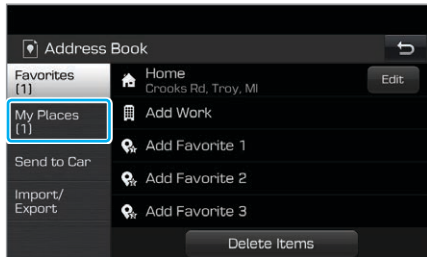 Address Book
Favorites
(1)
Home
Crooks Rd, Troy, MI
Edit
My Places
(1)
Add Work
Send to Car
Add Favorite 1
Add Favorite 2
Import/
Export
Add Favorite 3
Delete Items